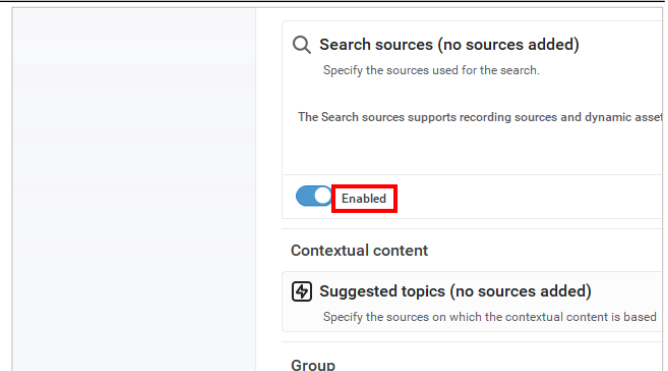 Search sources (no sources added)
Specify the sources used for the search.
The Search sources supports recording sources and dynamic
Enabled
Contextual content
Suggested topics (no sources added)
Specify the sources on which the contextual content is based
Group